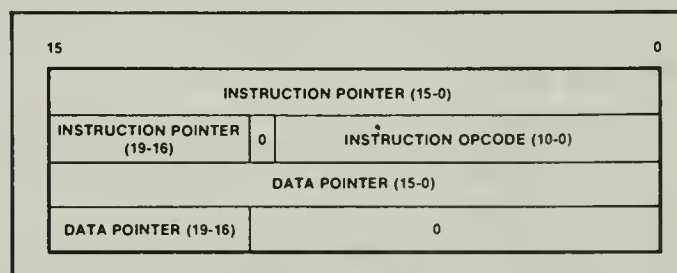 15 0
INSTRUCTION POINTER (15-0)
INSTRUCTION POINTER (19-16) 0 INSTRUCTION OPCODE (10-0)
DATA POINTER (15-0)
DATA POINTER (19-16) 0